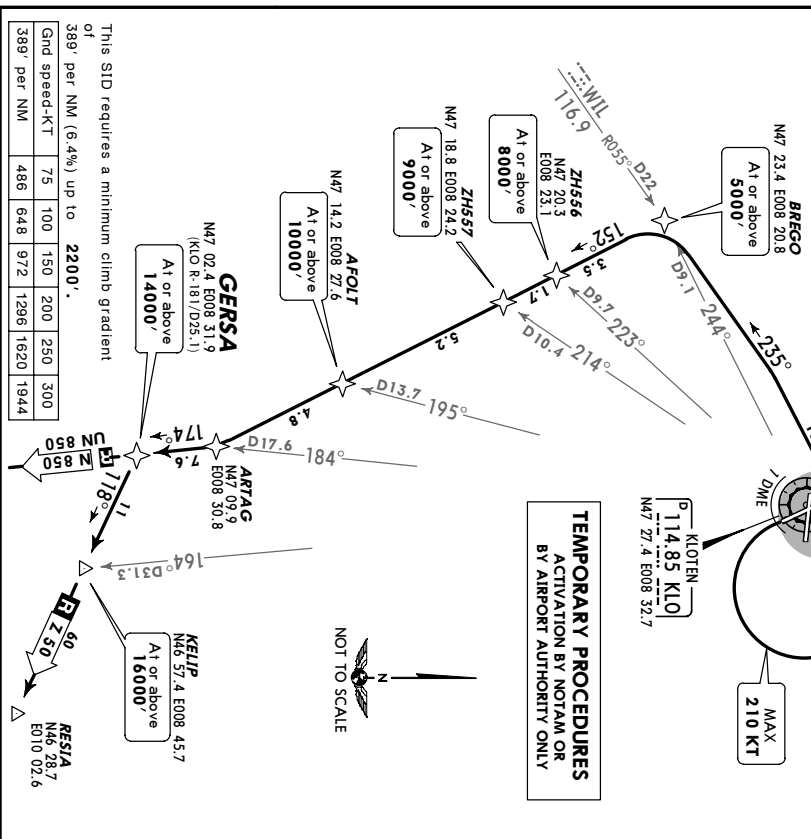 BREGO
N47 23.4 E008 20.8
At or above
5000'
WIL
116.9
R055° D22
D9.1
244°
235°
152°
3.5
ZH556
N47 20.3
E008 23.1
At or above
8000'
D9.7
223°
1.7
ZH557
N47 18.8 E008 24.2
At or above
9000'
D10.4
214°
5.2
AFOLT
N47 14.2 E008 27.6
At or above
10000'
D13.7
195°
4.8
ARTAG
N47 09.9
E008 30.8
D17.6
184°
174°
7.6
GERSA
N47 02.4 E008 31.9
(KLO R-181/D25.1)
At or above
14000'
R
N 850
UN 850
118°
11
KELIP
N46 57.4 E008 45.7
At or above
16000'
164° D31.3
60
R
Z 50
RESIA
N46 28.7
E010 02.6
1 DME
KLOTEN
D
114.85 KLO
N47 27.4 E008 32.7
MAX
210 KT
TEMPORARY PROCEDURES
ACTIVATION BY NOTAM OR
BY AIRPORT AUTHORITY ONLY
N
NOT TO SCALE
This SID requires a minimum climb gradient
of
389' per NM (6.4%) up to 2200'.
Gnd speed-KT 75 100 150 200 250 300
389' per NM 486 648 972 1296 1620 1944